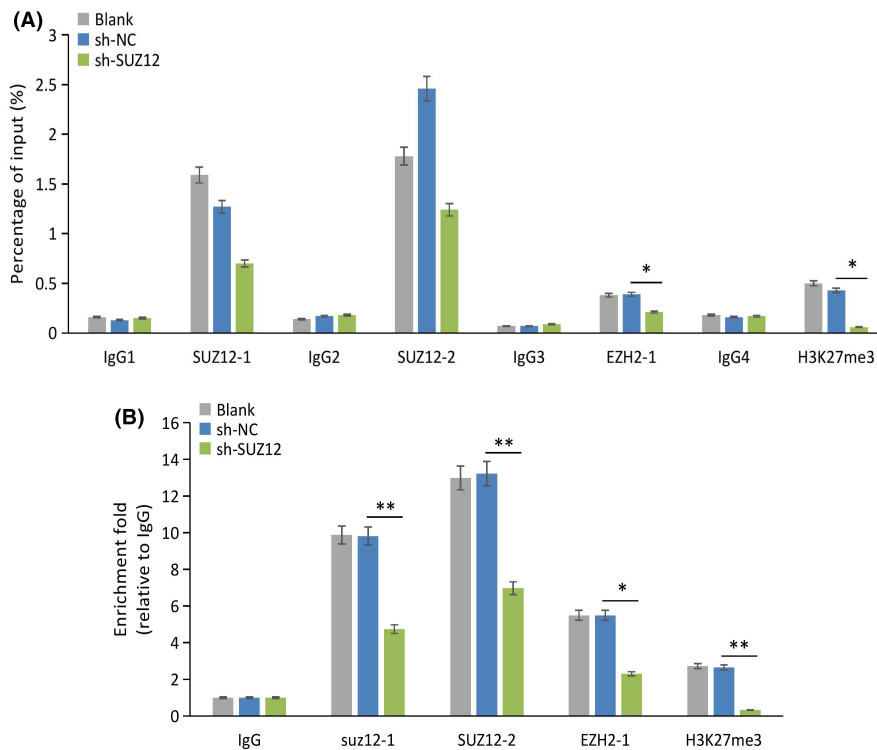 (A)
Blank
sh-NC
sh-SUZ12
Percentage of input (%)
3
2.5
2
1.5
1
0.5
0
*
*
IgG1 SUZ12-1 IgG2 SUZ12-2 IgG3 EZH2-1 IgG4 H3K27me3
(B)
Blank
sh-NC
sh-SUZ12
Enrichment fold
(relative to IgG)
16
14
12
10
8
6
4
2
0
**
**
*
**
IgG suz12-1 SUZ12-2 EZH2-1 H3K27me3